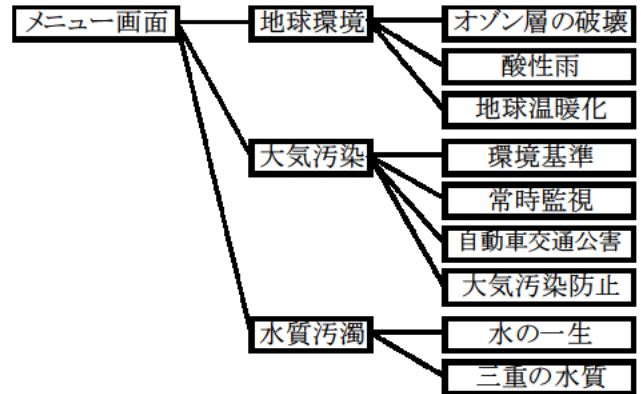 メニュー画面
地球環境
オゾン層の破壊
酸性雨
地球温暖化
大気汚染
環境基準
常時監視
自動車交通公害
大気汚染防止
水質汚濁
水の一生
三重の水質